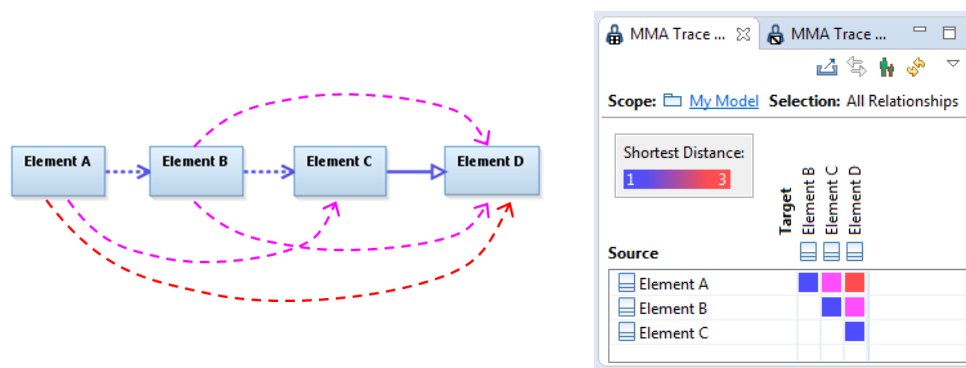 Element A
Element B
Element C
Element D
MMA Trace ...
MMA Trace ...
Scope: My Model Selection: All Relationships
Shortest Distance:
1 3
Target
Element B
Element C
Element D
Source
Element A
Element B
Element C